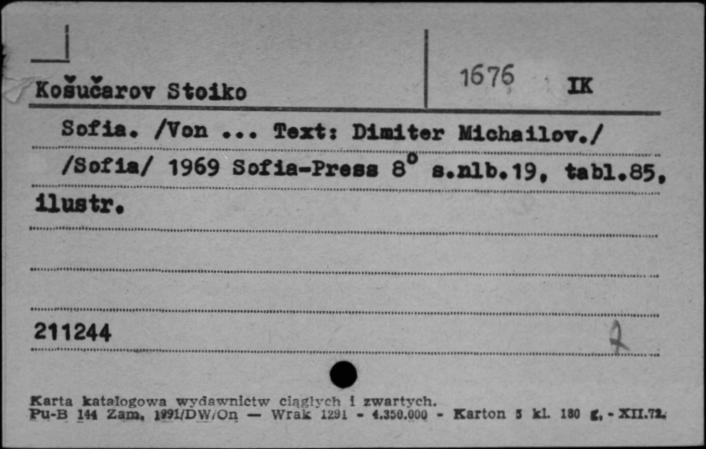 Košučarov Stoiko
1676 IK
Sofia. /Von ... Text: Dimiter Michailov./
/Sofia/ 1969 Sofia-Press 8° s.nlb.19, tabl.85,
ilustr.
211244
Karta katalogowa wydawnictw ciągłych i zwartych.
Pu-B 144 Zam. 1991/DW/On — Wrak 1291 - 4.350.000 - Karton 5 kl. 180 g. - XII.72.